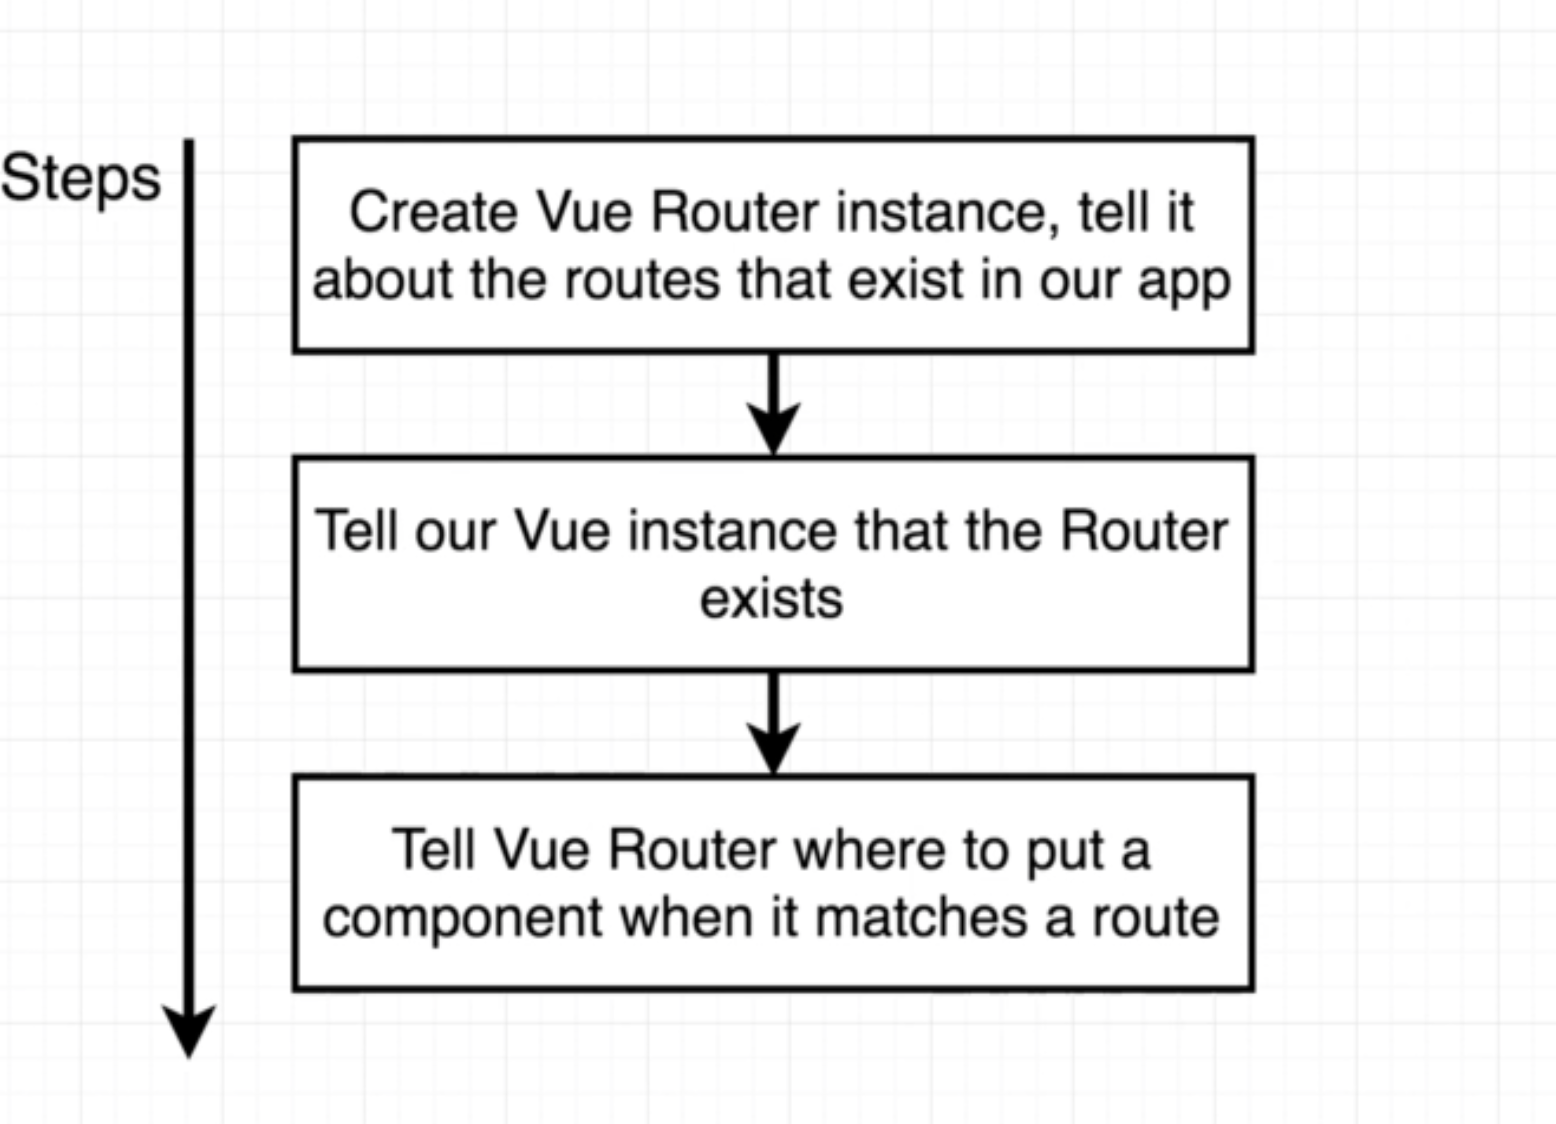 Steps
Create Vue Router instance, tell it
about the routes that exist in our app
Tell our Vue instance that the Router
exists
Tell Vue Router where to put a
component when it matches a route